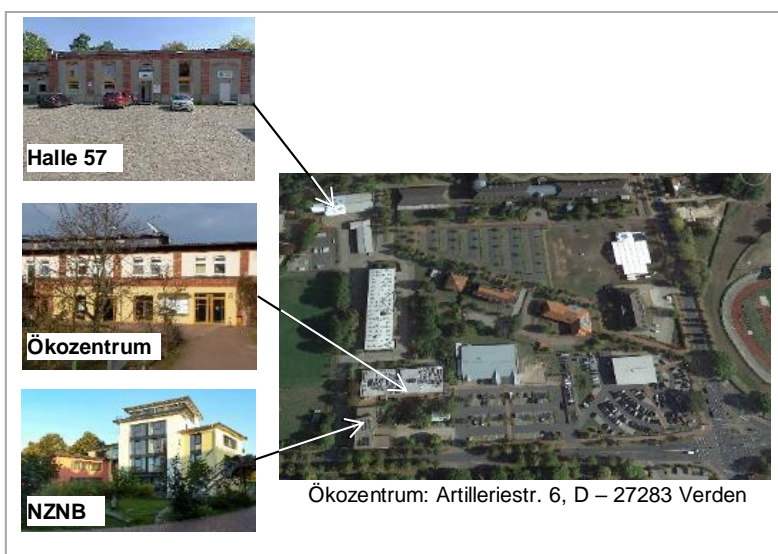 Halle 57
Ökozentrum
NZNB
Ökozentrum: Artilleriestr. 6, D – 27283 Verden